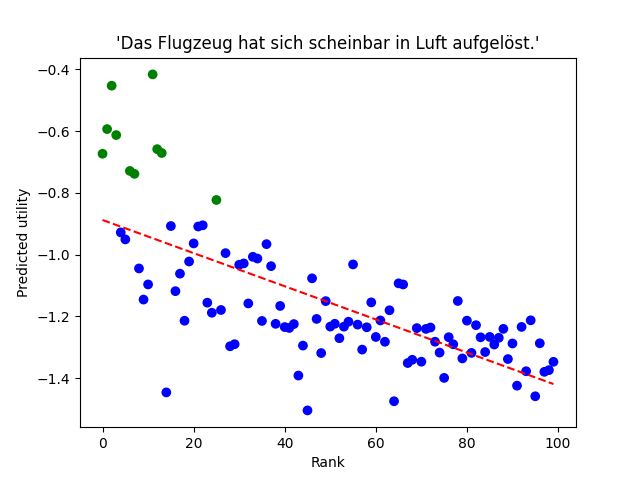 'Das Flugzeug hat sich scheinbar in Luft aufgelöst.'
Predicted utility
−0.4
−0.6
−0.8
−1.0
−1.2
−1.4
0 20 40 60 80 100
Rank